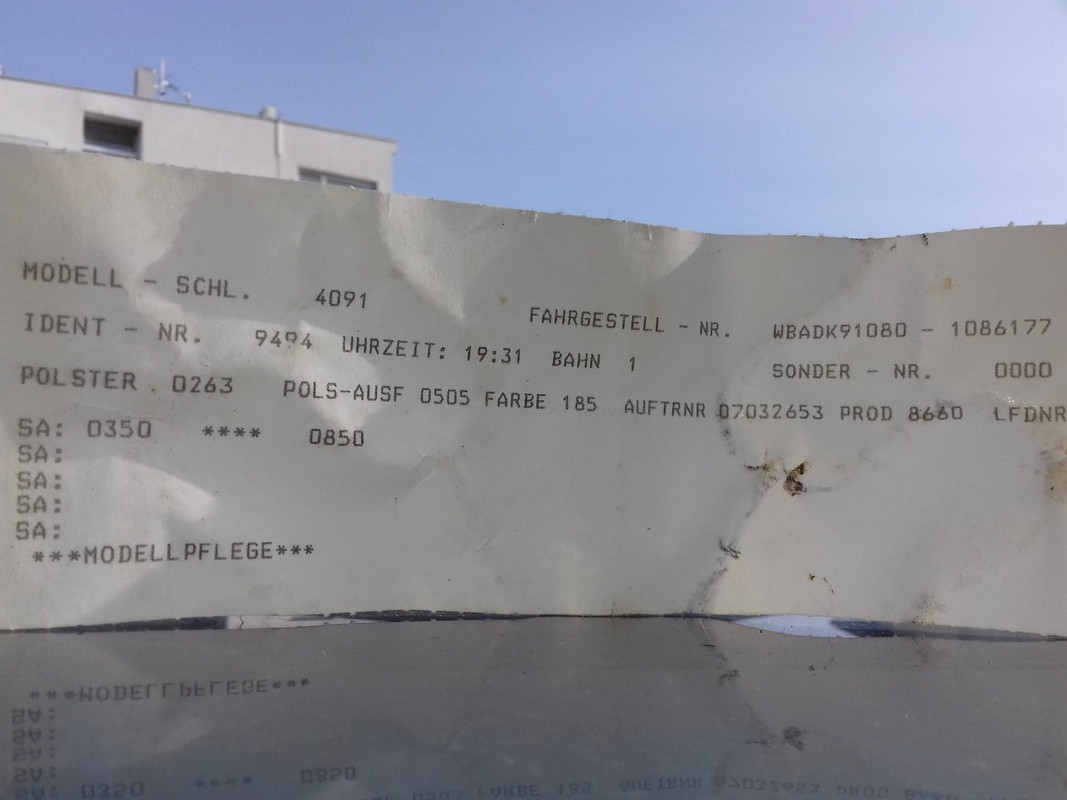 MODELL - SCHL. 4091 FAHRGESTELL - NR. WBADK91080 - 1086177
IDENT - NR. 9494 UHRZEIT: 19:31 BAHN 1 SONDER - NR. 0000
POLSTER 0263 POLS-AUSF 0505 FARBE 185 AUFTRNR 07032653 PROD 8660 LFDNR
SA: 0350 **** 0850
SA:
SA:
SA:
SA:
***MODELLPFLEGE***